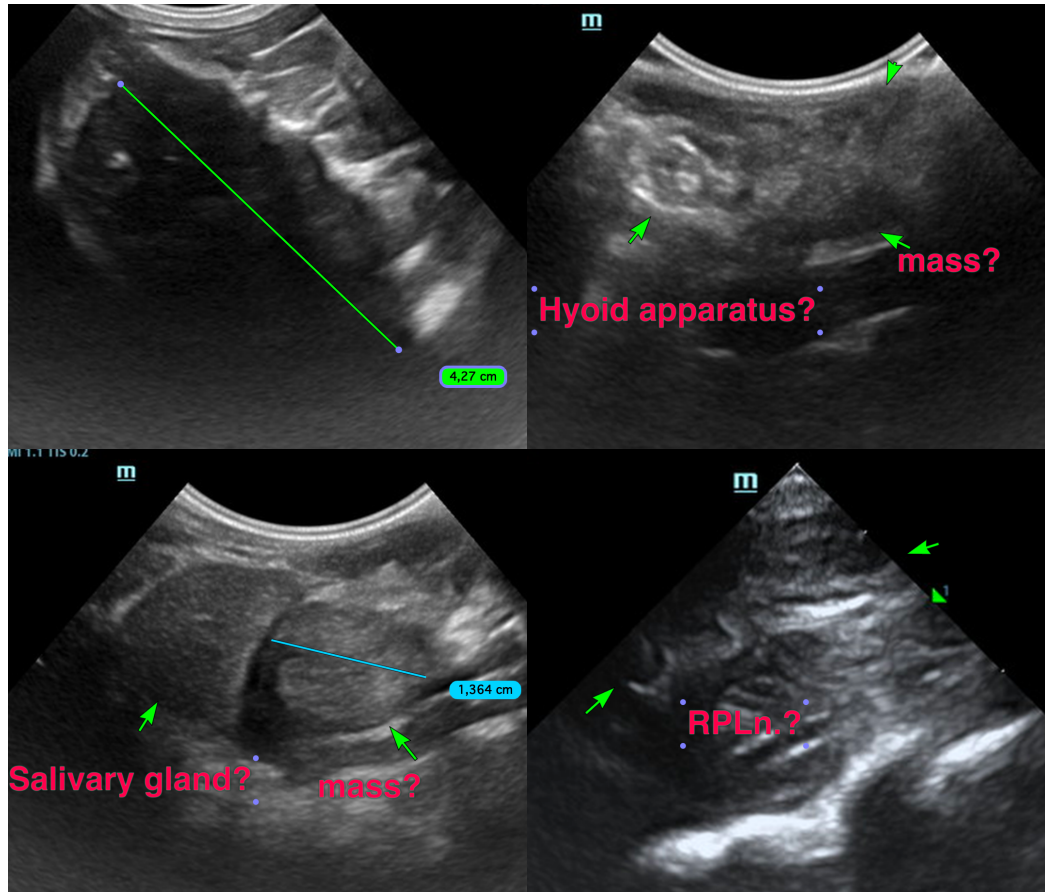 m
4,27 cm
mass?
Hyoid apparatus?
MI 1.1 TIS 0.2
m
m
1
1,364 cm
RPLn.?
Salivary gland?
mass?